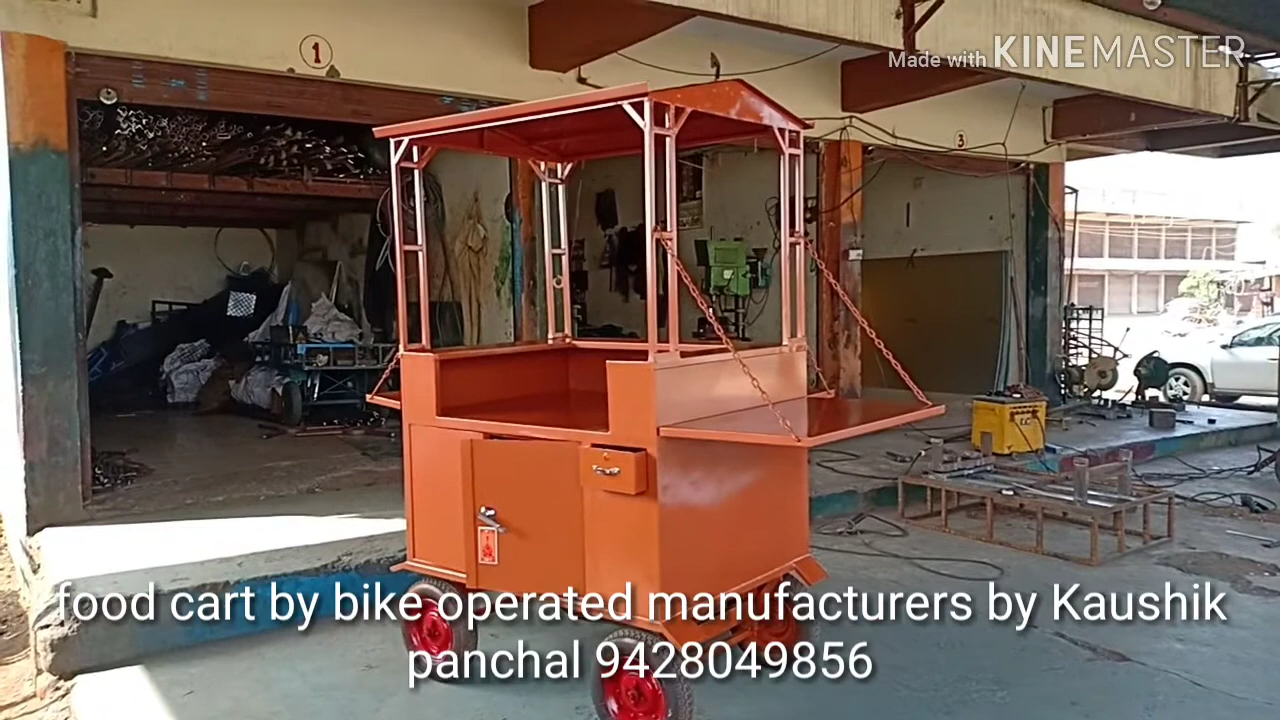 1
Made with KINEMASTER
3
food cart by bike operated manufacturers by Kaushik
panchal 9428049856